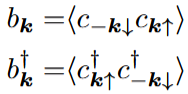 b_𝒌 = ⟨c_{−𝒌↓} c_{𝒌↑}⟩
b_𝒌^† = ⟨c_{𝒌↑}^† c_{−𝒌↓}^†⟩